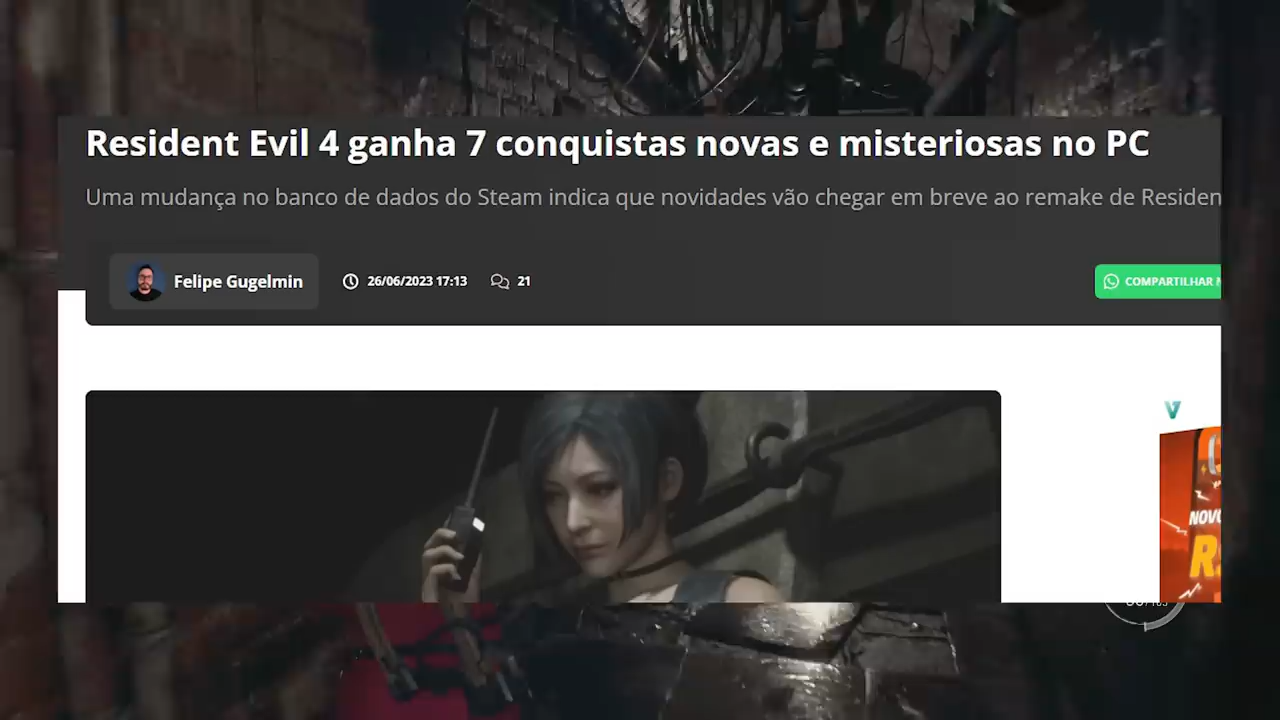 Resident Evil 4 ganha 7 conquistas novas e misteriosas no PC
Uma mudança no banco de dados do Steam indica que novidades vão chegar em breve ao remake de Residen
Felipe Gugelmin
26/06/2023 17:13
21
COMPARTILHAR
NOVO
R